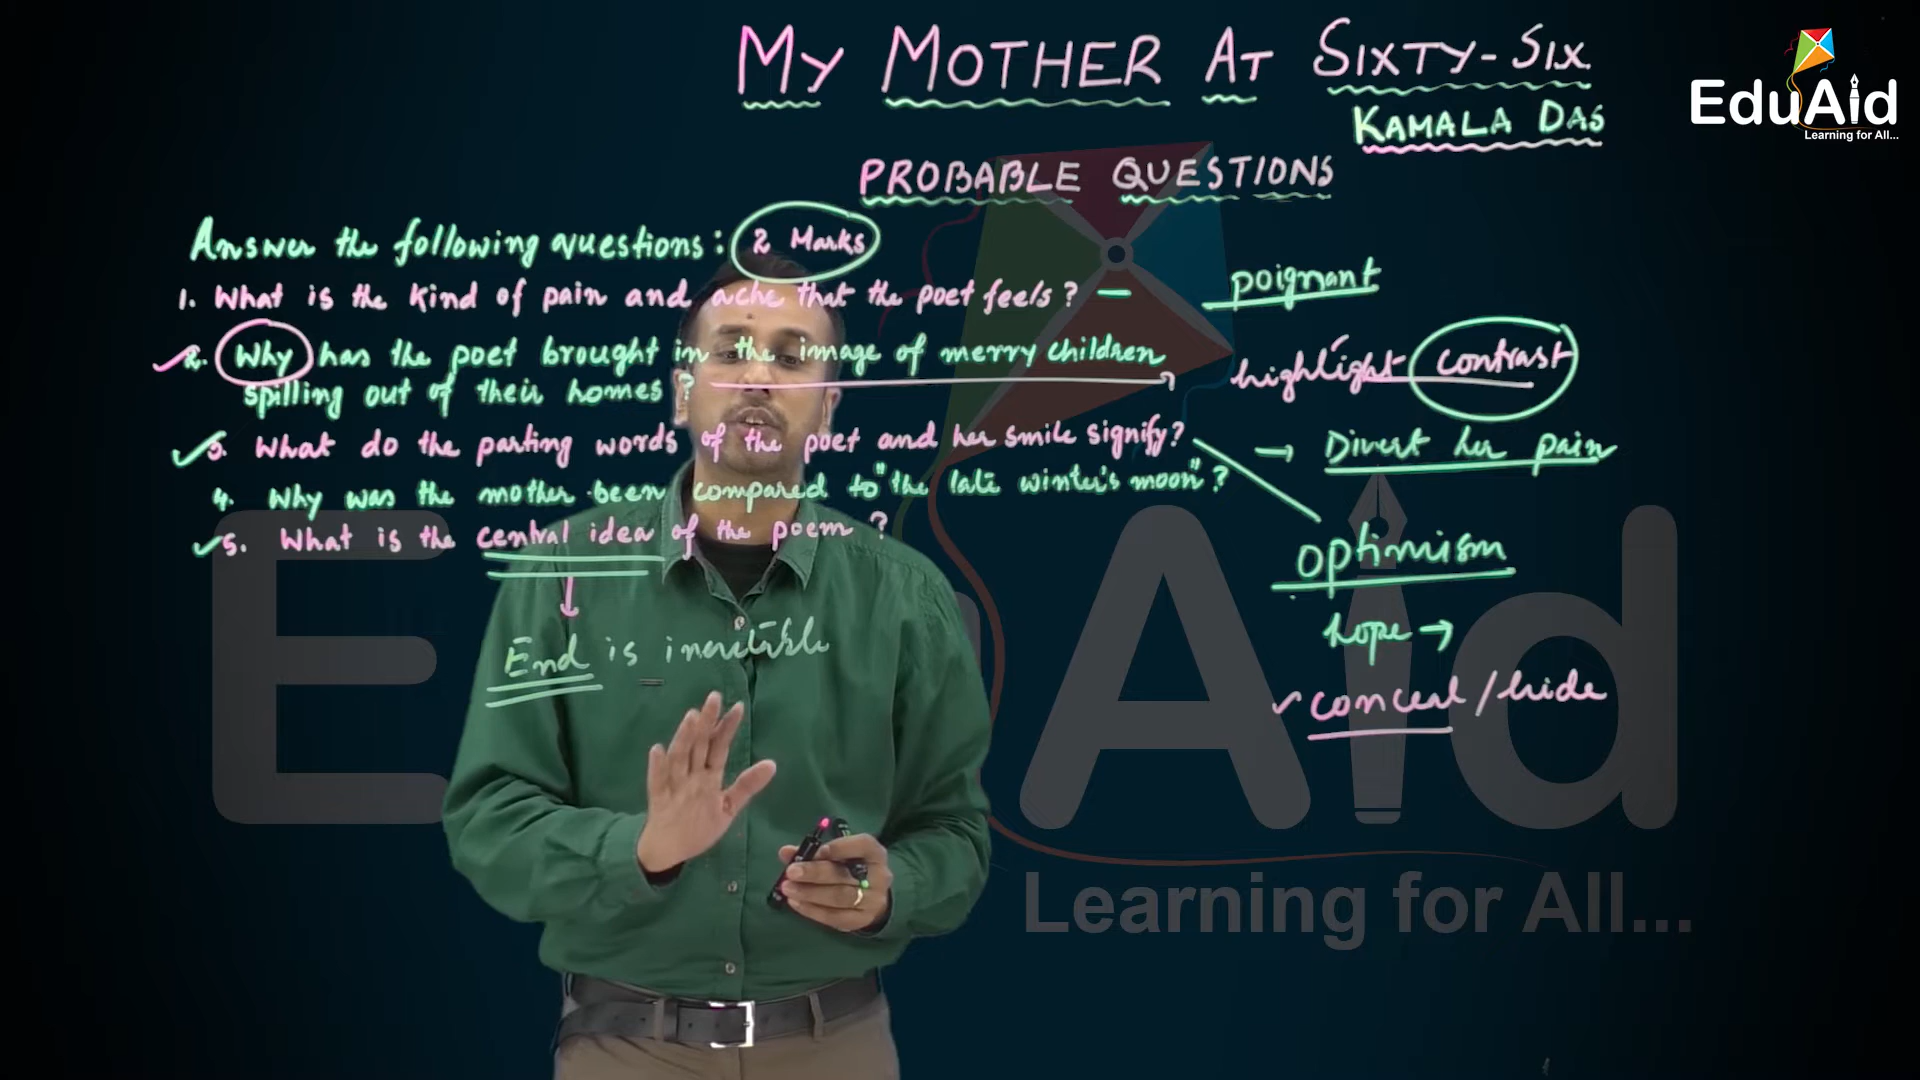 MY MOTHER AT SIXTY-SIX
KAMALA DAS
EduAid
Learning for All...
PROBABLE QUESTIONS
Answer the following questions: 2 Marks
1. What is the kind of pain and ache that the poet feels? — poignant
2. Why has the poet brought in the image of merry children
spilling out of their homes?
highlight contrast
3. What do the parting words of the poet and her smile signify? → Divert her pain
4. Why was the mother been compared to "the late winter's moon"?
5. What is the central idea of the poem?
optimism
End is inevitable
hope →
conceal / hide
EduAid
Learning for All...